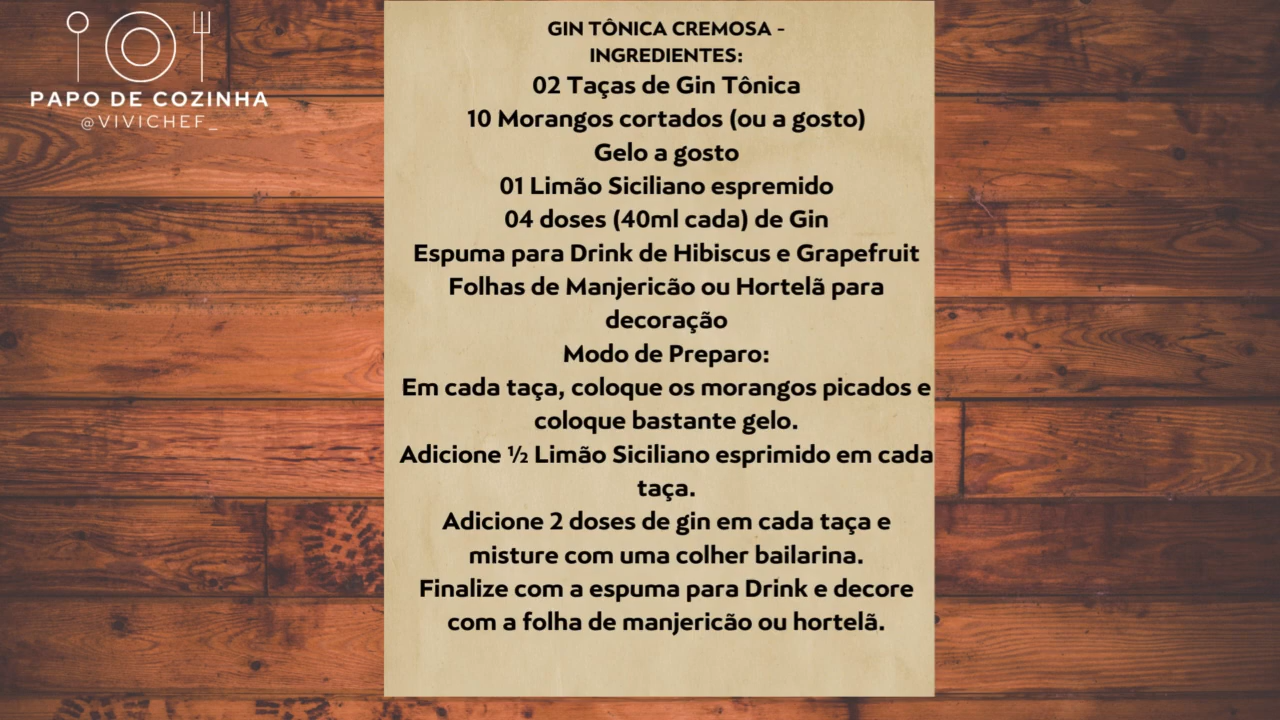 PAPO DE COZINHA
@VIVICHEF_
GIN TÔNICA CREMOSA -
INGREDIENTES:
02 Taças de Gin Tônica
10 Morangos cortados (ou a gosto)
Gelo a gosto
01 Limão Siciliano espremido
04 doses (40ml cada) de Gin
Espuma para Drink de Hibiscus e Grapefruit
Folhas de Manjericão ou Hortelã para
decoração
Modo de Preparo:
Em cada taça, coloque os morangos picados e
coloque bastante gelo.
Adicione ½ Limão Siciliano esprimido em cada
taça.
Adicione 2 doses de gin em cada taça e
misture com uma colher bailarina.
Finalize com a espuma para Drink e decore
com a folha de manjericão ou hortelã.